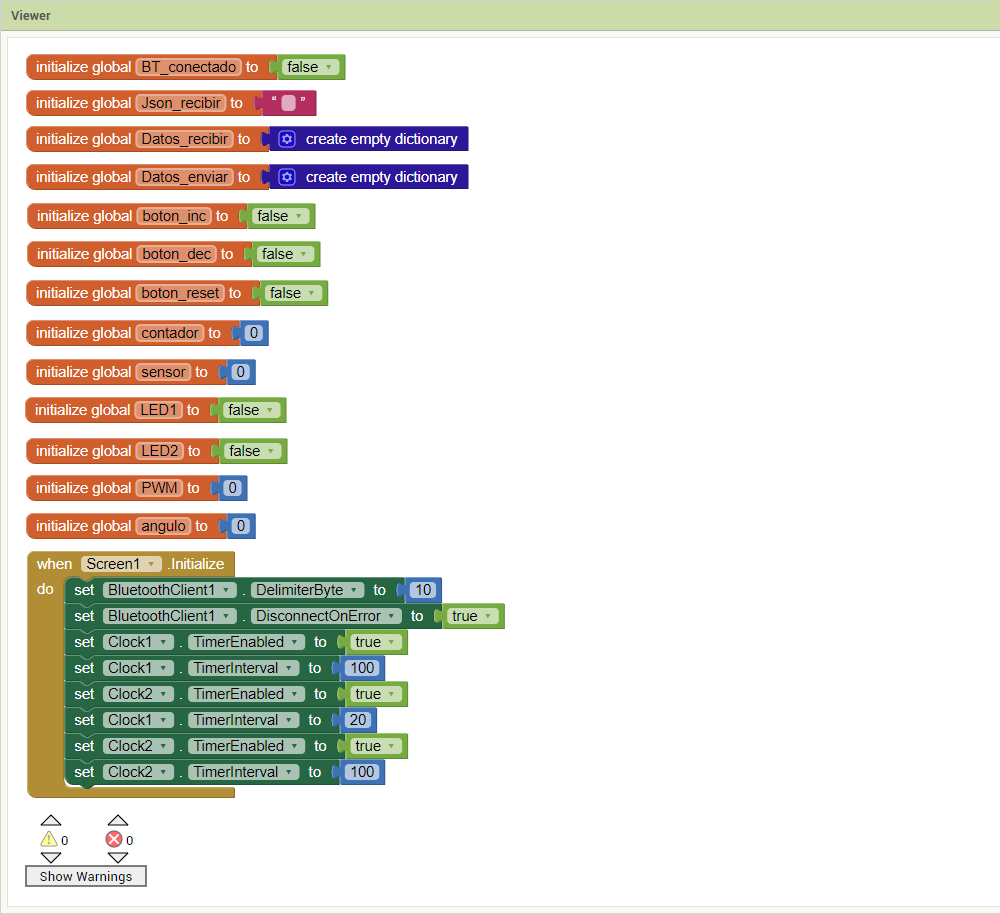 Viewer
initialize global BT_conectado to false
initialize global Json_recibir to “ ”
initialize global Datos_recibir to create empty dictionary
initialize global Datos_enviar to create empty dictionary
initialize global boton_inc to false
initialize global boton_dec to false
initialize global boton_reset to false
initialize global contador to 0
initialize global sensor to 0
initialize global LED1 to false
initialize global LED2 to false
initialize global PWM to 0
initialize global angulo to 0
when Screen1 .Initialize
do set BluetoothClient1 . DelimiterByte to 10
set BluetoothClient1 . DisconnectOnError to true
set Clock1 . TimerEnabled to true
set Clock1 . TimerInterval to 100
set Clock2 . TimerEnabled to true
set Clock1 . TimerInterval to 20
set Clock2 . TimerEnabled to true
set Clock2 . TimerInterval to 100
0 0
Show Warnings